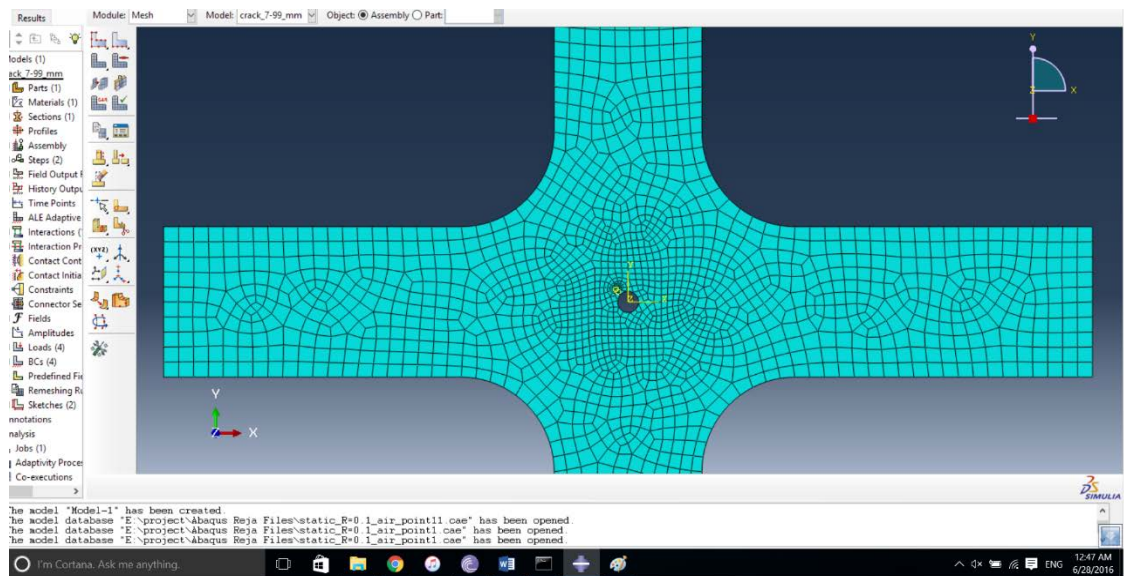 Results
Module: Mesh Model: crack_7-99_mm Object: Assembly Part:
lodels (1)
ack_7-99_mm
Parts (1)
Materials (1)
Sections (1)
Profiles
Assembly
Steps (2)
Field Output F
History Outpu
Time Points
ALE Adaptive
Interactions (
Interaction Pr
Contact Cont
Contact Initia
Constraints
Connector Se
Fields
Amplitudes
Loads (4)
BCs (4)
Predefined Fie
Remeshing Ru
Sketches (2)
nnotations
nalysis
Jobs (1)
Adaptivity Proce
Co-executions
(XYZ)
Y
X
Z
Y
X
Z
Y
X
SIMULIA
The model "Model-1" has been created.
The model database "E:\project\Abaqus Reja Files\static_R=0.1_air_point11.cae" has been opened.
The model database "E:\project\Abaqus Reja Files\static_R=0.1_air_point1.cae" has been opened.
The model database "E:\project\Abaqus Reja Files\static_R=0.1_air_point1.cae" has been opened.
I'm Cortana. Ask me anything.
ENG
12:47 AM
6/28/2016